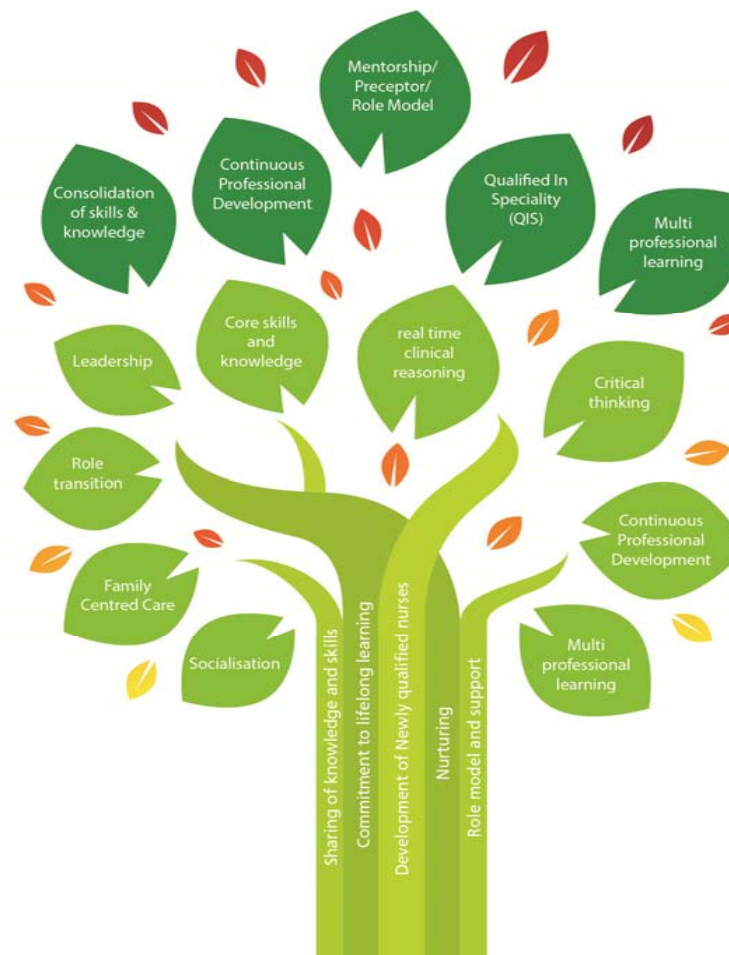 Mentorship/
Preceptor/
Role Model
Continuous
Professional
Development
Consolidation
of skills &
knowledge
Qualified In
Speciality
(QIS)
Multi
professional
learning
Core skills
and
knowledge
real time
clinical
reasoning
Leadership
Critical
thinking
Role
transition
Continuous
Professional
Development
Family
Centred Care
Socialisation
Multi
professional
learning
Sharing of knowledge and skills
Commitment to lifelong learning
Development of Newly qualified nurses
Nurturing
Role model and support